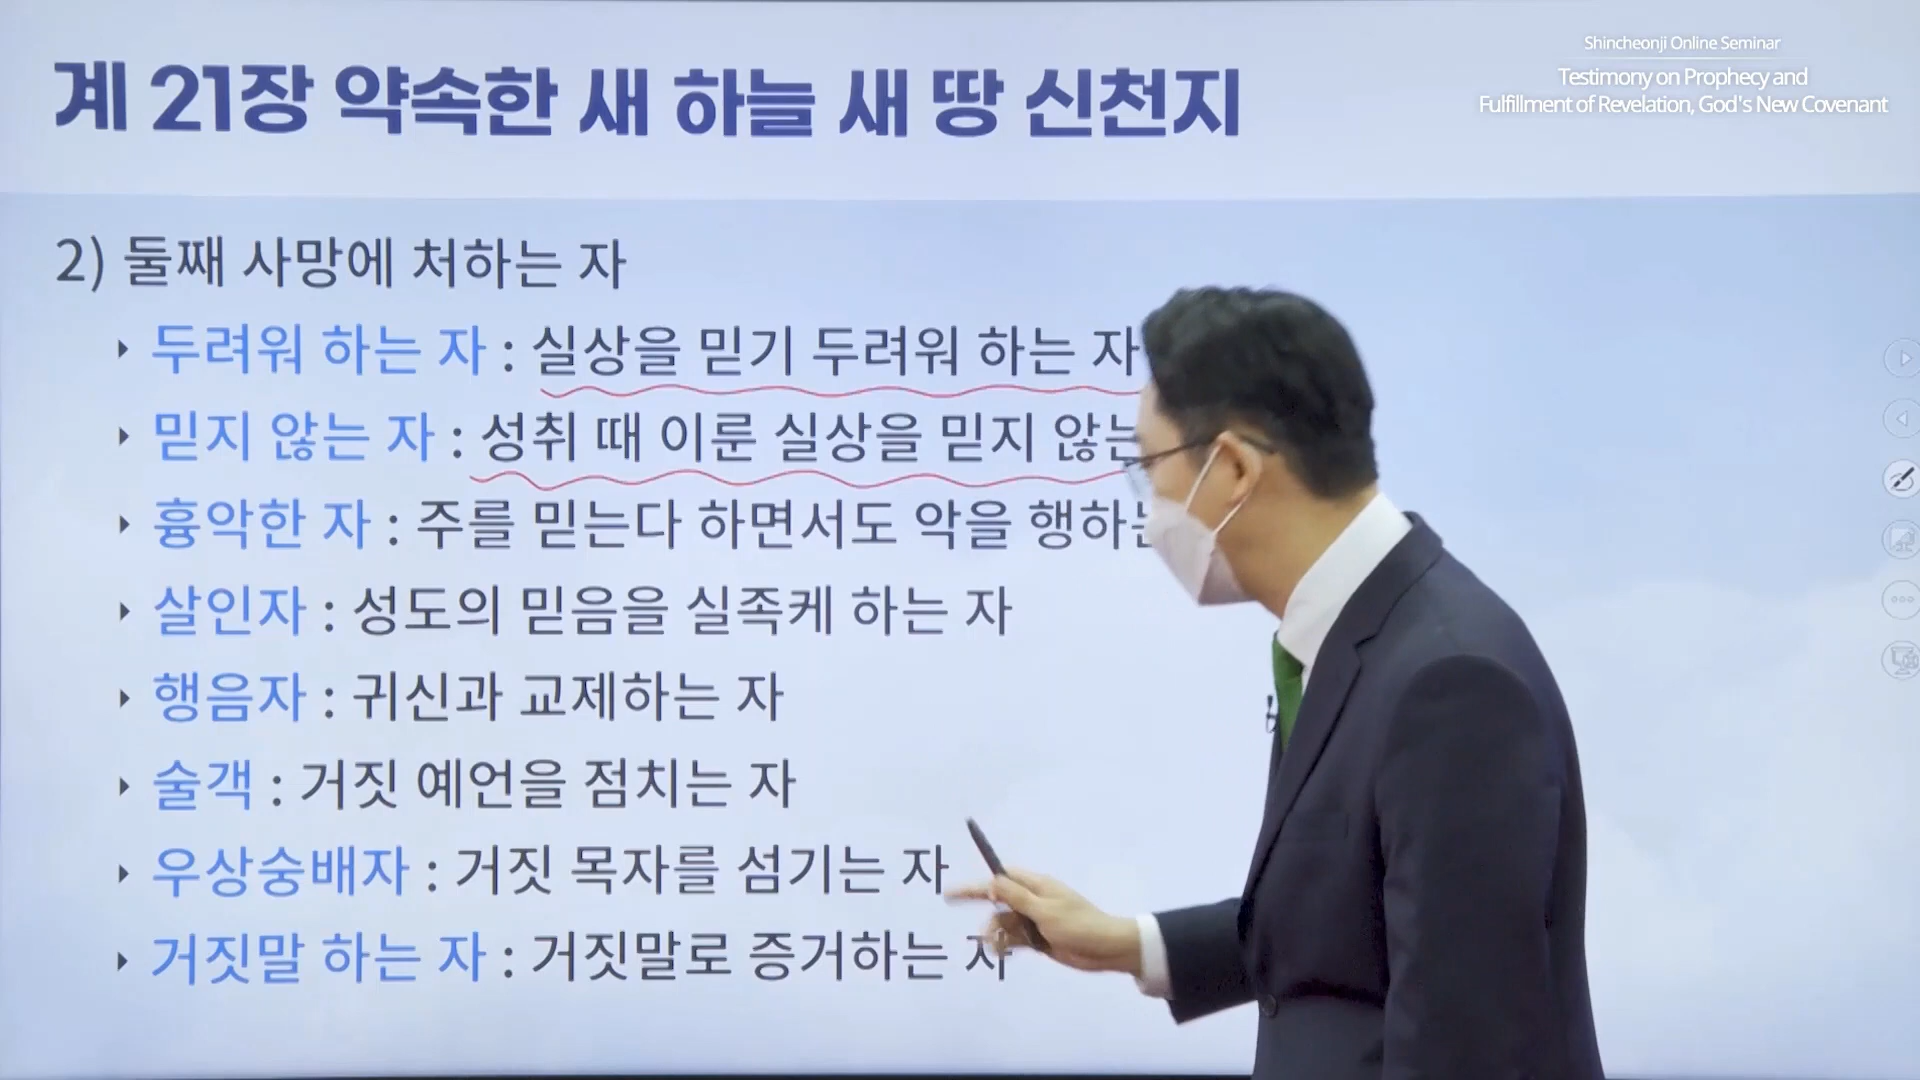 계 21장 약속한 새 하늘 새 땅 신천지
Shincheonji Online Seminar
Testimony on Prophecy and
Fulfillment of Revelation, God's New Covenant
2) 둘째 사망에 처하는 자
두려워 하는 자 : 실상을 믿기 두려워 하는 자
믿지 않는 자 : 성취 때 이룬 실상을 믿지 않는
흉악한 자 : 주를 믿는다 하면서도 악을 행하는
살인자 : 성도의 믿음을 실족케 하는 자
행음자 : 귀신과 교제하는 자
술객 : 거짓 예언을 점치는 자
우상숭배자 : 거짓 목자를 섬기는 자
거짓말 하는 자 : 거짓말로 증거하는 자